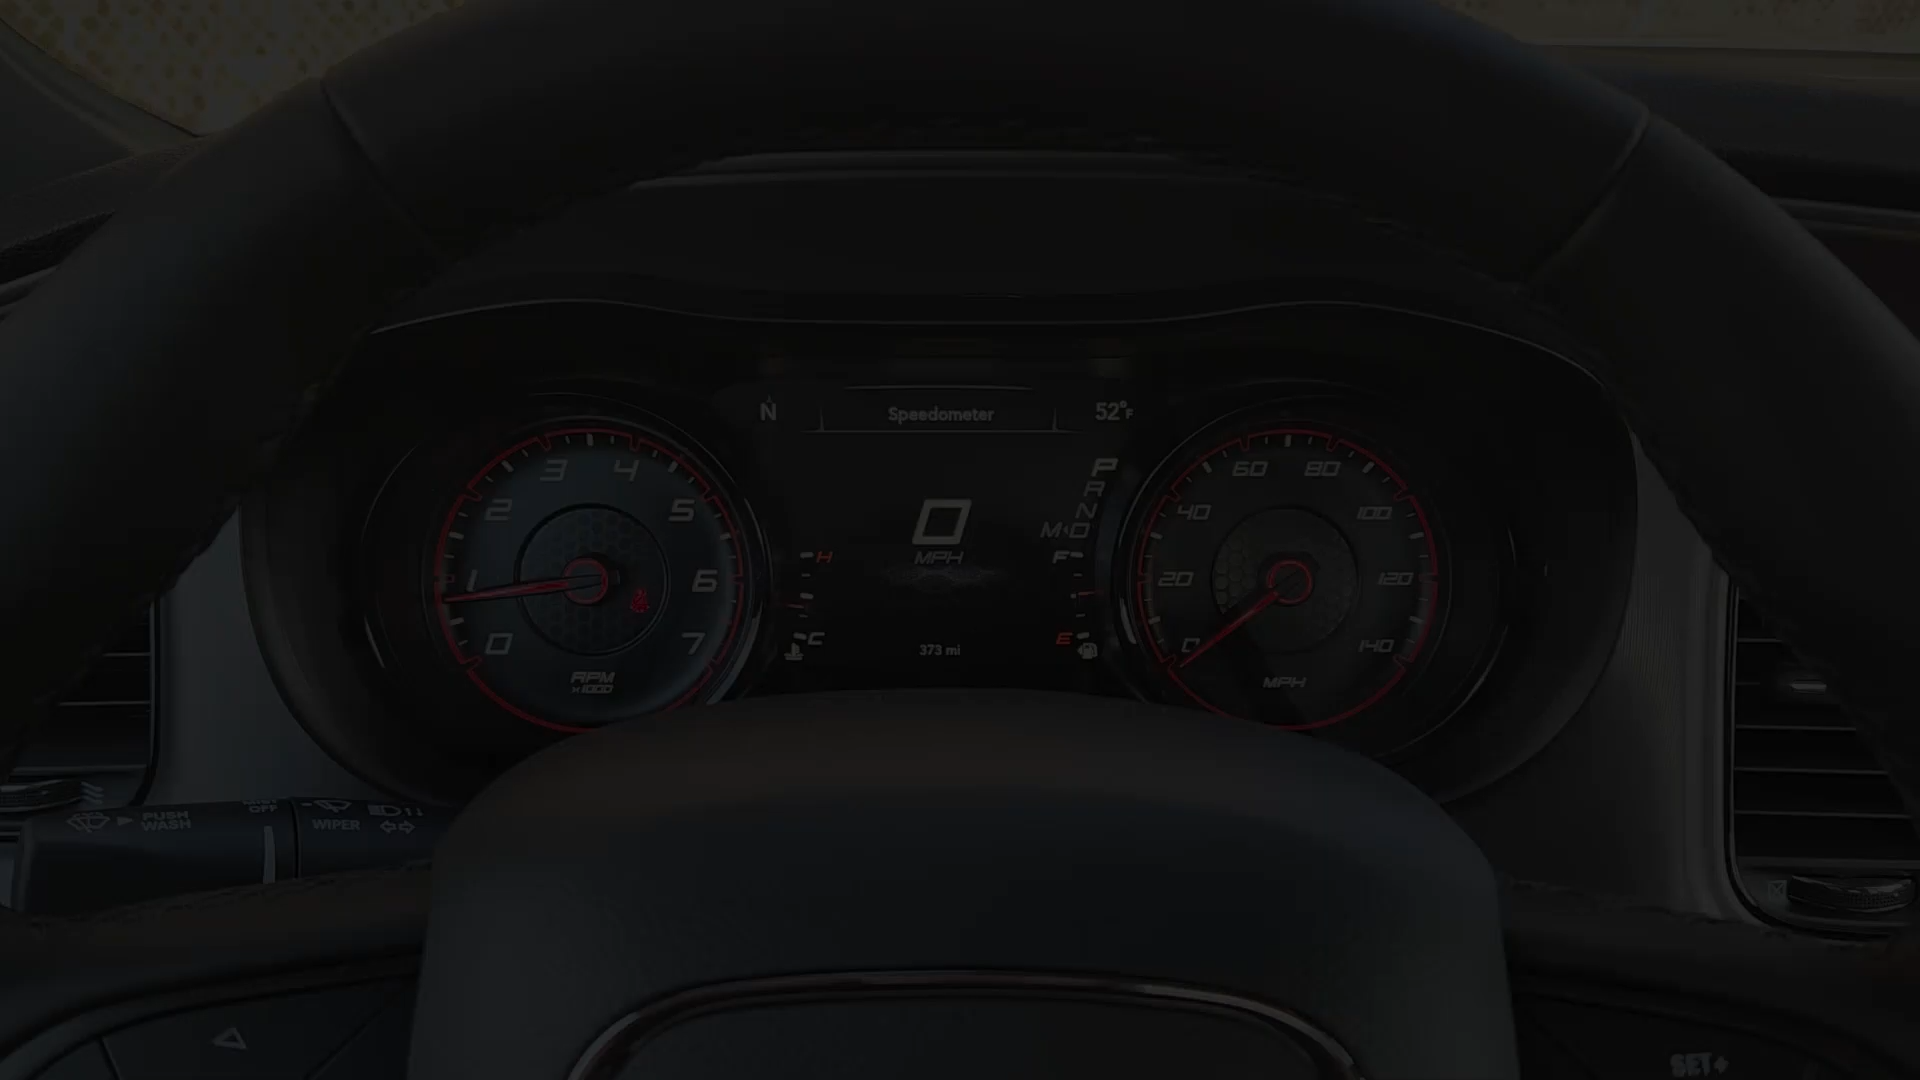 N
Speedometer
52°F
0
1
2
3
4
5
6
7
RPM
x1000
P
R
N
M<D
0
MPH
H
C
F
E
373 mi
0
20
40
60
80
100
120
140
MPH
PUSH
WASH
OFF
WIPER
SET+